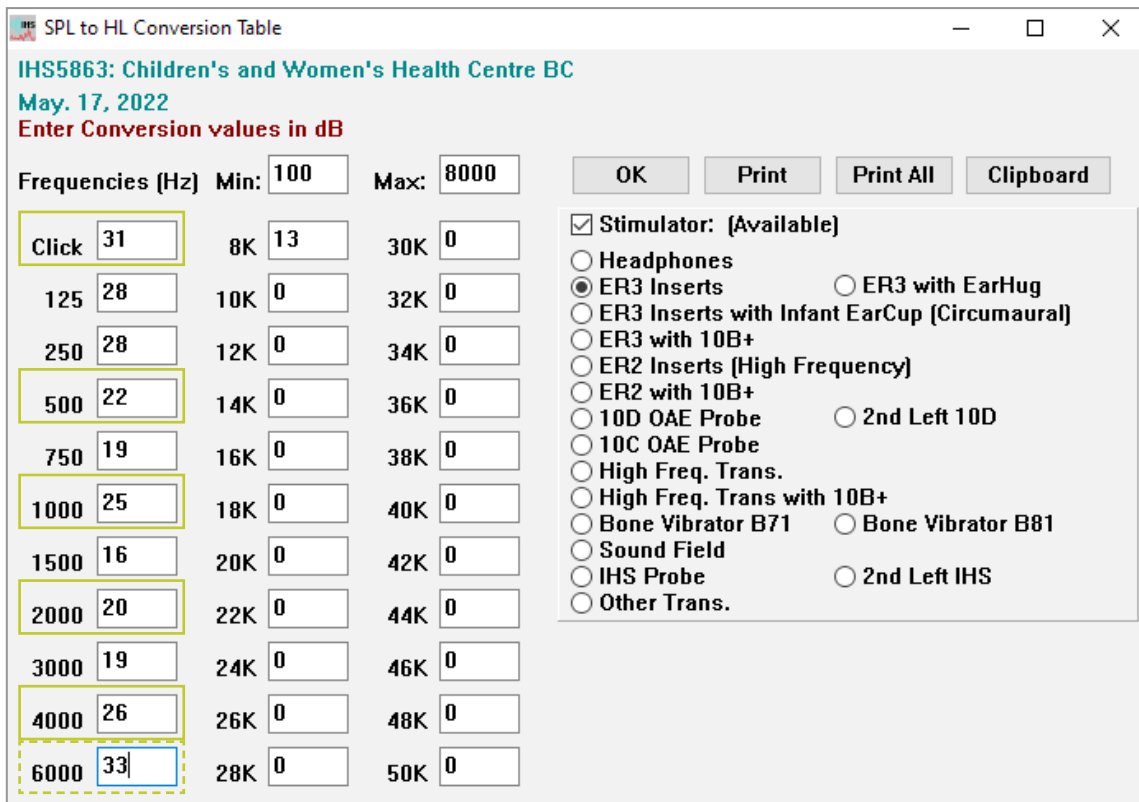 SPL to HL Conversion Table
IHS5863: Children's and Women's Health Centre BC
May. 17, 2022
Enter Conversion values in dB
Frequencies (Hz) Min: 100 Max: 8000 OK Print Print All Clipboard
Click 31 8K 13 30K 0
125 28 10K 0 32K 0
250 28 12K 0 34K 0
500 22 14K 0 36K 0
750 19 16K 0 38K 0
1000 25 18K 0 40K 0
1500 16 20K 0 42K 0
2000 20 22K 0 44K 0
3000 19 24K 0 46K 0
4000 26 26K 0 48K 0
6000 33 28K 0 50K 0
Stimulator: (Available)
Headphones
ER3 Inserts ER3 with EarHug
ER3 Inserts with Infant EarCup (Circumaural)
ER3 with 10B+
ER2 Inserts (High Frequency)
ER2 with 10B+
10D OAE Probe 2nd Left 10D
10C OAE Probe
High Freq. Trans.
High Freq. Trans with 10B+
Bone Vibrator B71 Bone Vibrator B81
Sound Field
IHS Probe 2nd Left IHS
Other Trans.